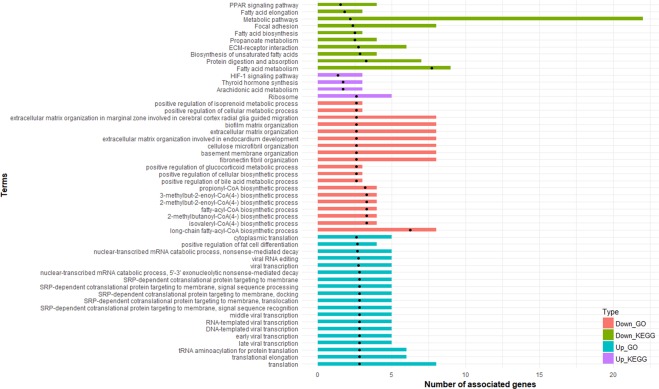 PPAR signaling pathway
Fatty acid elongation
Metabolic pathways
Focal adhesion
Fatty acid biosynthesis
Propanoate metabolism
ECM-receptor interaction
Biosynthesis of unsaturated fatty acids
Protein digestion and absorption
Fatty acid metabolism
HIF-1 signaling pathway
Thyroid hormone synthesis
Arachidonic acid metabolism
Ribosome
positive regulation of isoprenoid metabolic process
positive regulation of cellular metabolic process
extracellular matrix organization in marginal zone involved in cerebral cortex radial glia guided migration
biofilm matrix organization
extracellular matrix organization
extracellular matrix organization involved in endocardium development
cellulose microfibril organization
basement membrane organization
fibronectin fibril organization
positive regulation of glucocorticoid metabolic process
positive regulation of cellular biosynthetic process
positive regulation of bile acid metabolic process
propionyl-CoA biosynthetic process
3-methylbut-2-enoyl-CoA(4-) biosynthetic process
2-methylbut-2-enoyl-CoA(4-) biosynthetic process
fatty-acyl-CoA biosynthetic process
2-methylbutanoyl-CoA(4-) biosynthetic process
isovaleryl-CoA(4-) biosynthetic process
long-chain fatty-acyl-CoA biosynthetic process
cytoplasmic translation
positive regulation of fat cell differentiation
nuclear-transcribed mRNA catabolic process, nonsense-mediated decay
viral RNA editing
viral transcription
nuclear-transcribed mRNA catabolic process, 5'-3' exonucleolytic nonsense-mediated decay
SRP-dependent cotranslational protein targeting to membrane
SRP-dependent cotranslational protein targeting to membrane, signal sequence processing
SRP-dependent cotranslational protein targeting to membrane, docking
SRP-dependent cotranslational protein targeting to membrane, translocation
SRP-dependent cotranslational protein targeting to membrane, signal sequence recognition
middle viral transcription
RNA-templated viral transcription
DNA-templated viral transcription
early viral transcription
late viral transcription
tRNA aminoacylation for protein translation
translational elongation
translation
Terms
0 5 10 15 20
Number of associated genes
Type
Down_GO
Down_KEGG
Up_GO
Up_KEGG